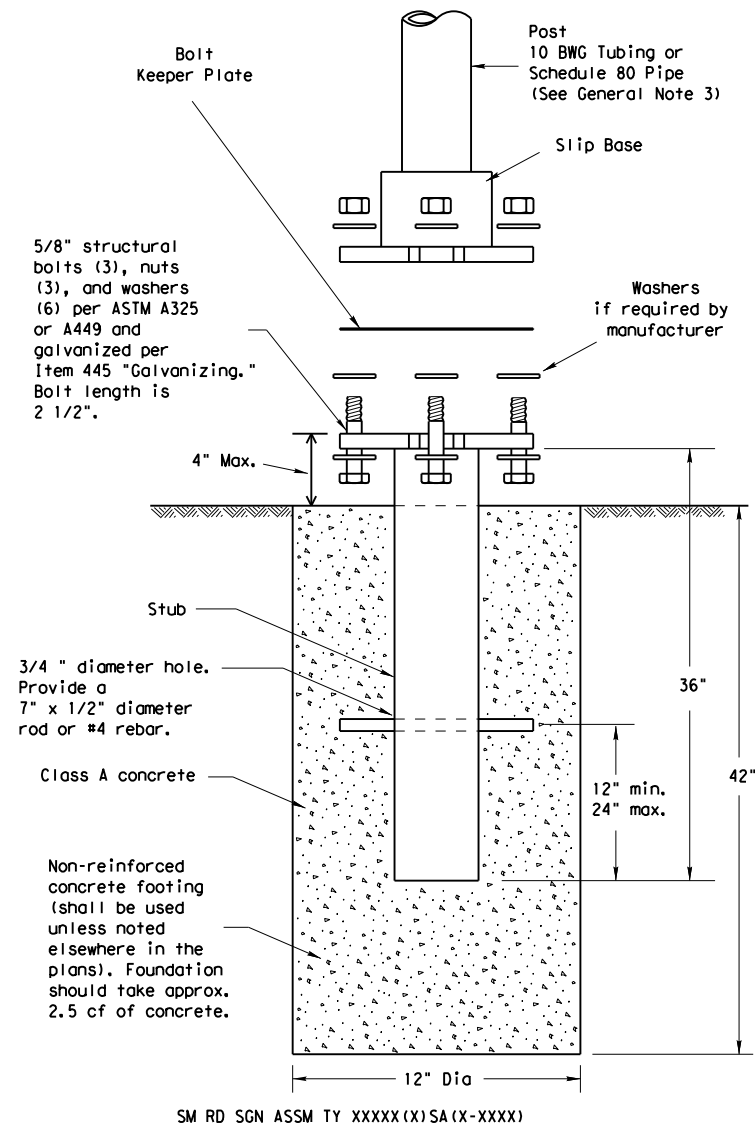 Bolt
Keeper Plate
Post
10 BWG Tubing or
Schedule 80 Pipe
(See General Note 3)
Slip Base
5/8" structural
bolts (3), nuts
(3), and washers
(6) per ASTM A325
or A449 and
galvanized per
Item 445 "Galvanizing."
Bolt length is
2 1/2".
Washers
if required by
manufacturer
4" Max.
Stub
3/4 " diameter hole.
Provide a
7" x 1/2" diameter
rod or #4 rebar.
36"
Class A concrete
12" min.
24" max.
42"
Non-reinforced
concrete footing
(shall be used
unless noted
elsewhere in the
plans). Foundation
should take approx.
2.5 cf of concrete.
12" Dia
SM RD SGN ASSM TY XXXXX(X)SA(X-XXXX)